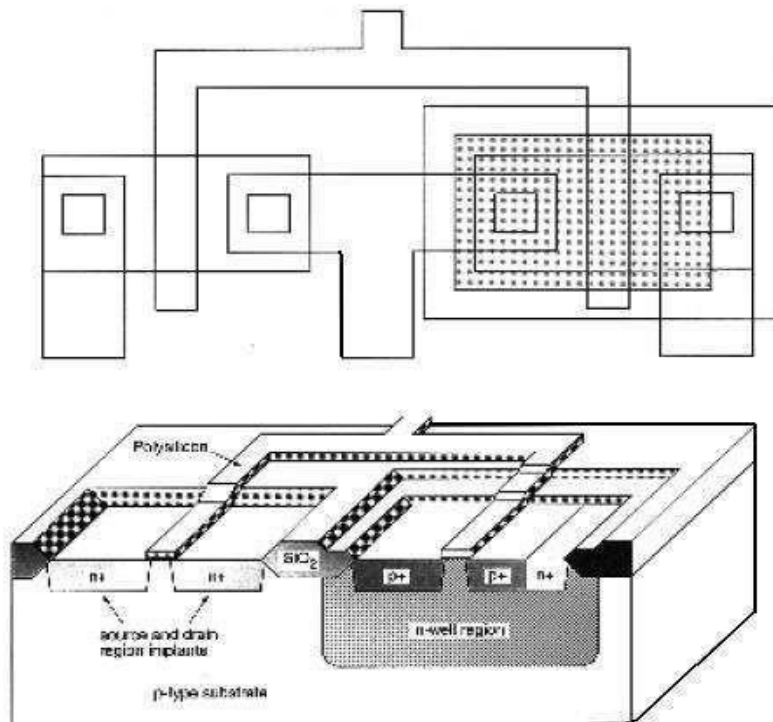 Polysilicon
SiO2
n+
n+
p+
p+
n+
source and drain
region implants
n-well region
p-type substrate